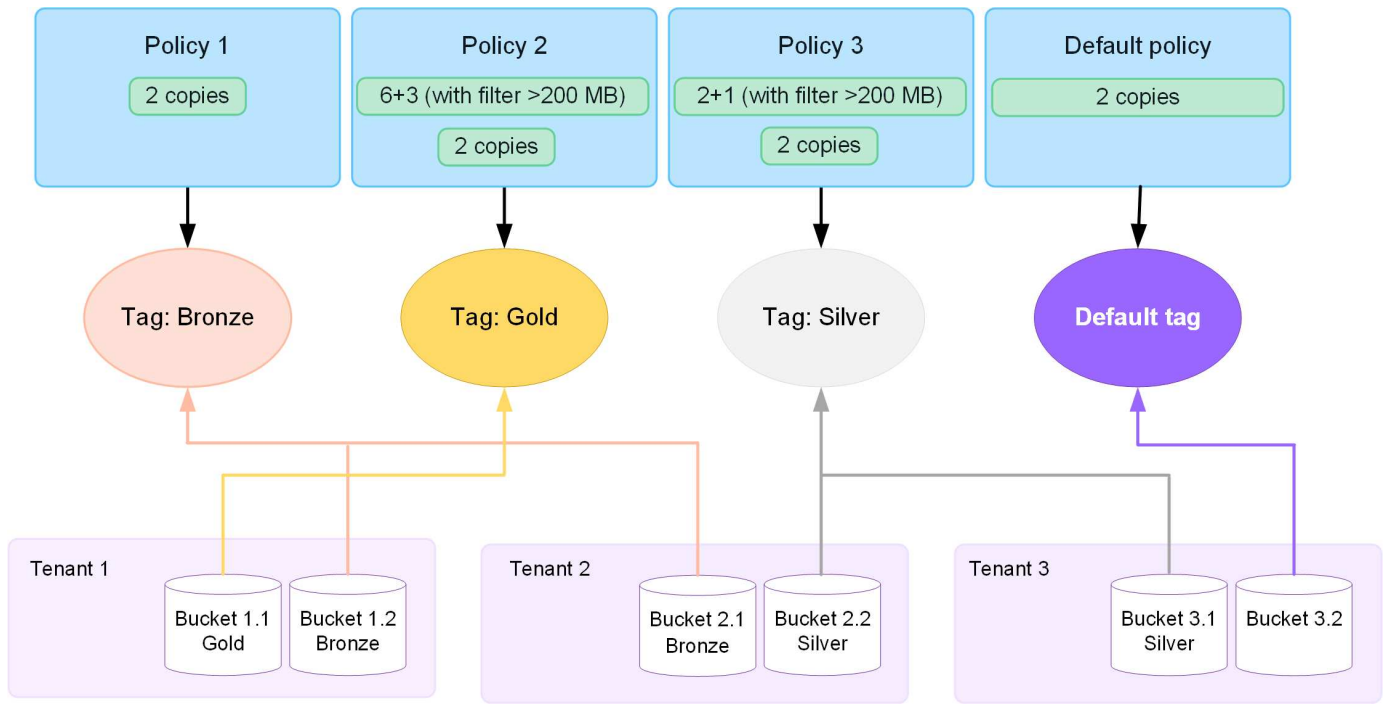 Policy 1
2 copies
Policy 2
6+3 (with filter >200 MB)
2 copies
Policy 3
2+1 (with filter >200 MB)
2 copies
Default policy
2 copies
Tag: Bronze
Tag: Gold
Tag: Silver
Default tag
Tenant 1
Bucket 1.1
Gold
Bucket 1.2
Bronze
Tenant 2
Bucket 2.1
Bronze
Bucket 2.2
Silver
Tenant 3
Bucket 3.1
Silver
Bucket 3.2